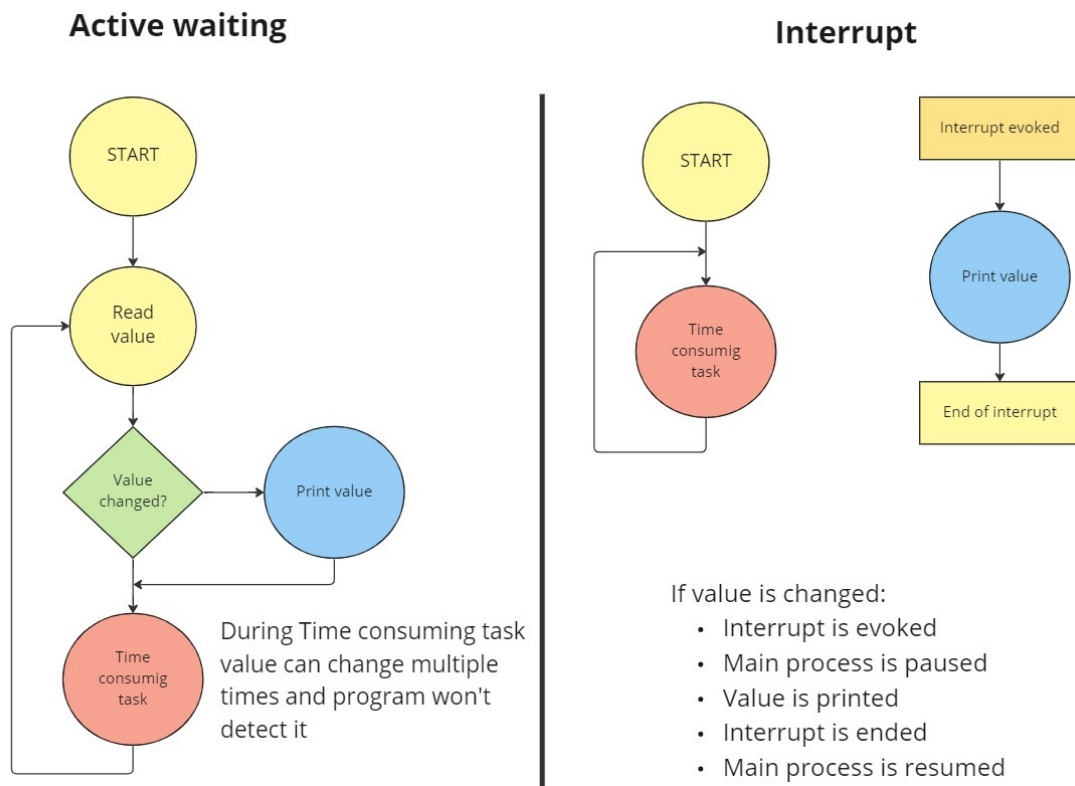 Active waiting
START
Read
value
Value
changed?
Print value
Time
consumig
task
During Time consuming task
value can change multiple
times and program won't
detect it
Interrupt
START
Time
consumig
task
Interrupt evoked
Print value
End of interrupt
If value is changed:
• Interrupt is evoked
• Main process is paused
• Value is printed
• Interrupt is ended
• Main process is resumed